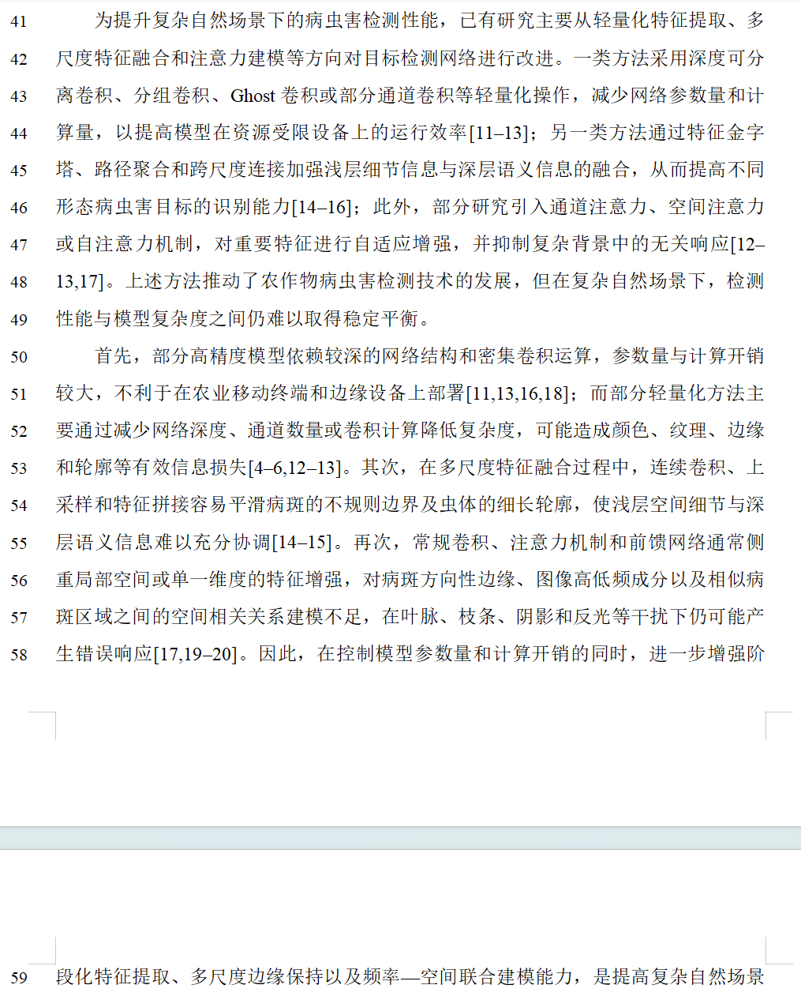 41 为提升复杂自然场景下的病虫害检测性能，已有研究主要从轻量化特征提取、多
42 尺度特征融合和注意力建模等方向对目标检测网络进行改进。一类方法采用深度可分
43 离卷积、分组卷积、Ghost 卷积或部分通道卷积等轻量化操作，减少网络参数量和计
44 算量，以提高模型在资源受限设备上的运行效率[11–13]；另一类方法通过特征金字
45 塔、路径聚合和跨尺度连接加强浅层细节信息与深层语义信息的融合，从而提高不同
46 形态病虫害目标的识别能力[14–16]；此外，部分研究引入通道注意力、空间注意力
47 或自注意力机制，对重要特征进行自适应增强，并抑制复杂背景中的无关响应[12–
48 13,17]。上述方法推动了农作物病虫害检测技术的发展，但在复杂自然场景下，检测
49 性能与模型复杂度之间仍难以取得稳定平衡。
50 首先，部分高精度模型依赖较深的网络结构和密集卷积运算，参数量与计算开销
51 较大，不利于在农业移动终端和边缘设备上部署[11,13,16,18]；而部分轻量化方法主
52 要通过减少网络深度、通道数量或卷积计算降低复杂度，可能造成颜色、纹理、边缘
53 和轮廓等有效信息损失[4–6,12–13]。其次，在多尺度特征融合过程中，连续卷积、上
54 采样和特征拼接容易平滑病斑的不规则边界及虫体的细长轮廓，使浅层空间细节与深
55 层语义信息难以充分协调[14–15]。再次，常规卷积、注意力机制和前馈网络通常侧
56 重局部空间或单一维度的特征增强，对病斑方向性边缘、图像高低频成分以及相似病
57 斑区域之间的空间相关关系建模不足，在叶脉、枝条、阴影和反光等干扰下仍可能产
58 生错误响应[17,19–20]。因此，在控制模型参数量和计算开销的同时，进一步增强阶
59 段化特征提取、多尺度边缘保持以及频率—空间联合建模能力，是提高复杂自然场景